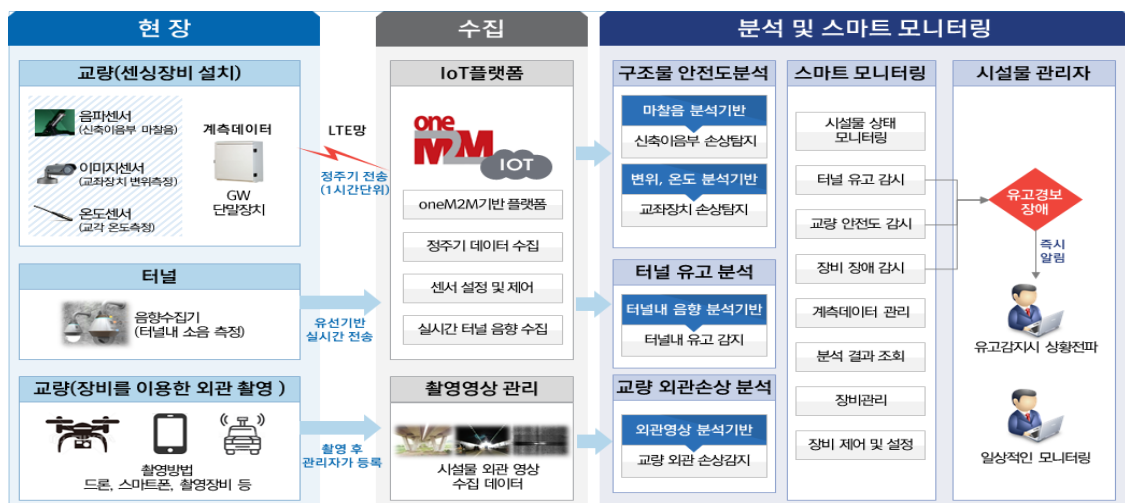 현 장
교량(센싱장비 설치)
음파센서
(신축이음부 마찰음)
이미지센서
(교좌장치 변위측정)
온도센서
(교각 온도측정)
계측데이터
GW
단말장치
터널
음향수집기
(터널내 소음 측정)
교량(장비를 이용한 외관 촬영 )
촬영방법
드론, 스마트폰, 촬영장비 등
LTE망
정주기 전송
(1시간단위)
유선기반
실시간 전송
촬영 후
관리자가 등록
수집
IoT플랫폼
one
M2M
IOT
oneM2M기반 플랫폼
정주기 데이터 수집
센서 설정 및 제어
실시간 터널 음향 수집
촬영영상 관리
시설물 외관 영상
수집 데이터
분석 및 스마트 모니터링
구조물 안전도분석
마찰음 분석기반
신축이음부 손상탐지
변위, 온도 분석기반
교좌장치 손상탐지
터널 유고 분석
터널내 음향 분석기반
터널내 유고 감지
교량 외관손상 분석
외관영상 분석기반
교량 외관 손상감지
스마트 모니터링
시설물 상태
모니터링
터널 유고 감시
교량 안전도 감시
장비 장애 감시
계측데이터 관리
분석 결과 조회
장비관리
장비 제어 및 설정
시설물 관리자
유고경보
장애
즉시
알림
유고감지시 상황전파
일상적인 모니터링